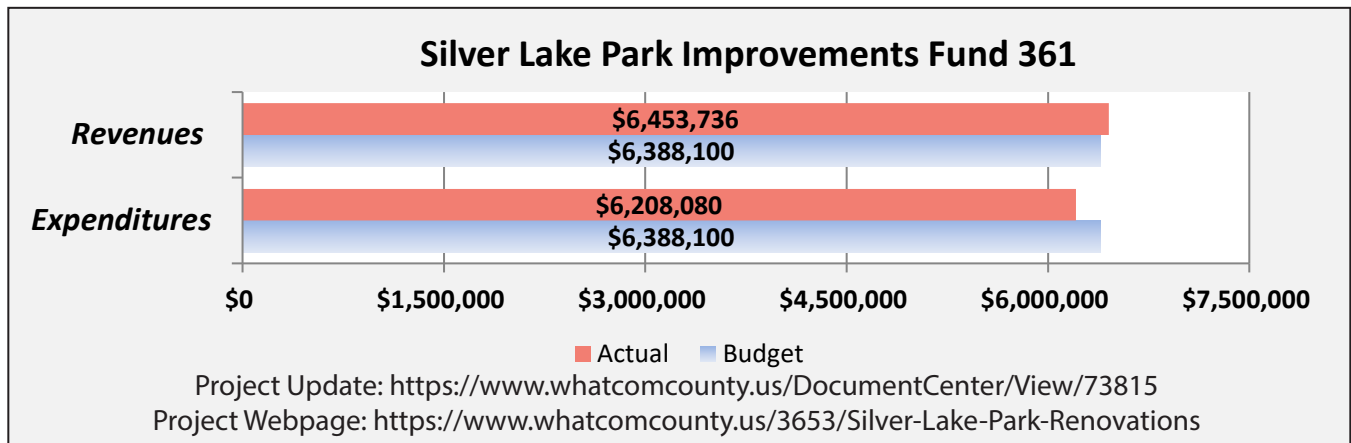 Silver Lake Park Improvements Fund 361
Revenues
$6,453,736
$6,388,100
Expenditures
$6,208,080
$6,388,100
$0 $1,500,000 $3,000,000 $4,500,000 $6,000,000 $7,500,000
Actual Budget
Project Update: https://www.whatcomcounty.us/DocumentCenter/View/73815
Project Webpage: https://www.whatcomcounty.us/3653/Silver-Lake-Park-Renovations